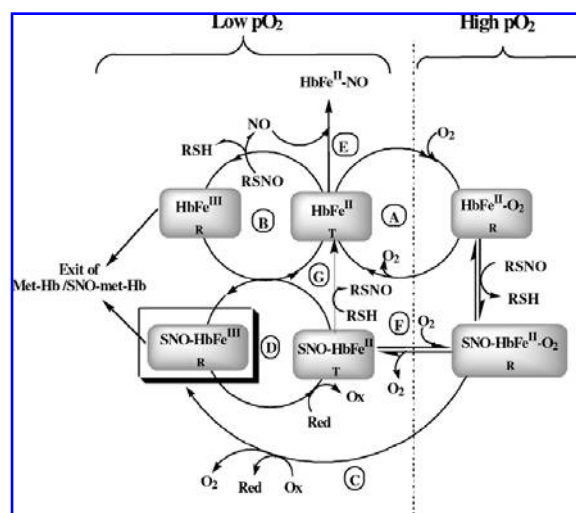 Low pO₂
High pO₂
HbFeᴵᴵ-NO
NO
E
O₂
RSH
RSNO
HbFeᴵᴵᴵ
R
B
HbFeᴵᴵ
T
A
HbFeᴵᴵ-O₂
R
O₂
G
RSNO
RSH
Exit of
Met-Hb /SNO-met-Hb
RSNO
RSH
F
O₂
SNO-HbFeᴵᴵᴵ
R
D
SNO-HbFeᴵᴵ
T
SNO-HbFeᴵᴵ-O₂
R
O₂
Ox
Red
C
O₂
Red
Ox